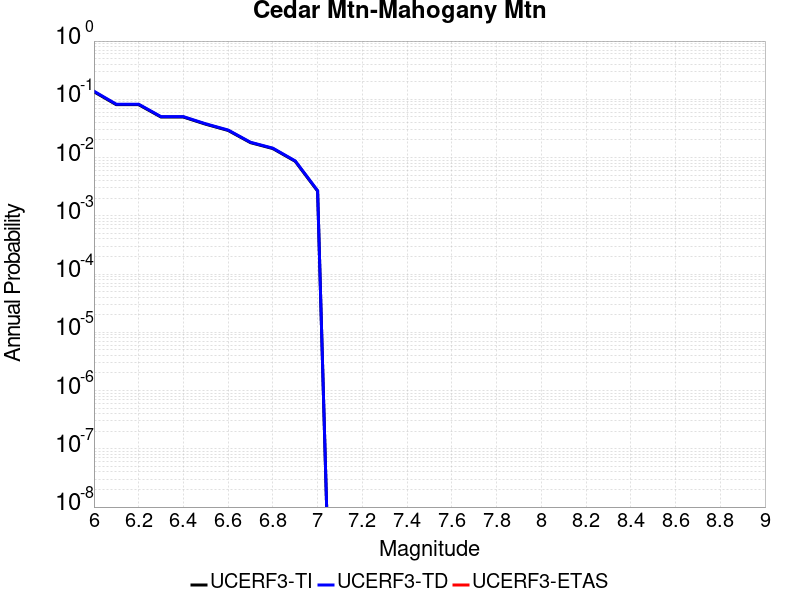 Cedar Mtn-Mahogany Mtn
10^0
10^-1
10^-2
10^-3
10^-4
10^-5
10^-6
10^-7
10^-8
Annual Probability
6 6.2 6.4 6.6 6.8 7 7.2 7.4 7.6 7.8 8 8.2 8.4 8.6 8.8 9
Magnitude
UCERF3-TI UCERF3-TD UCERF3-ETAS